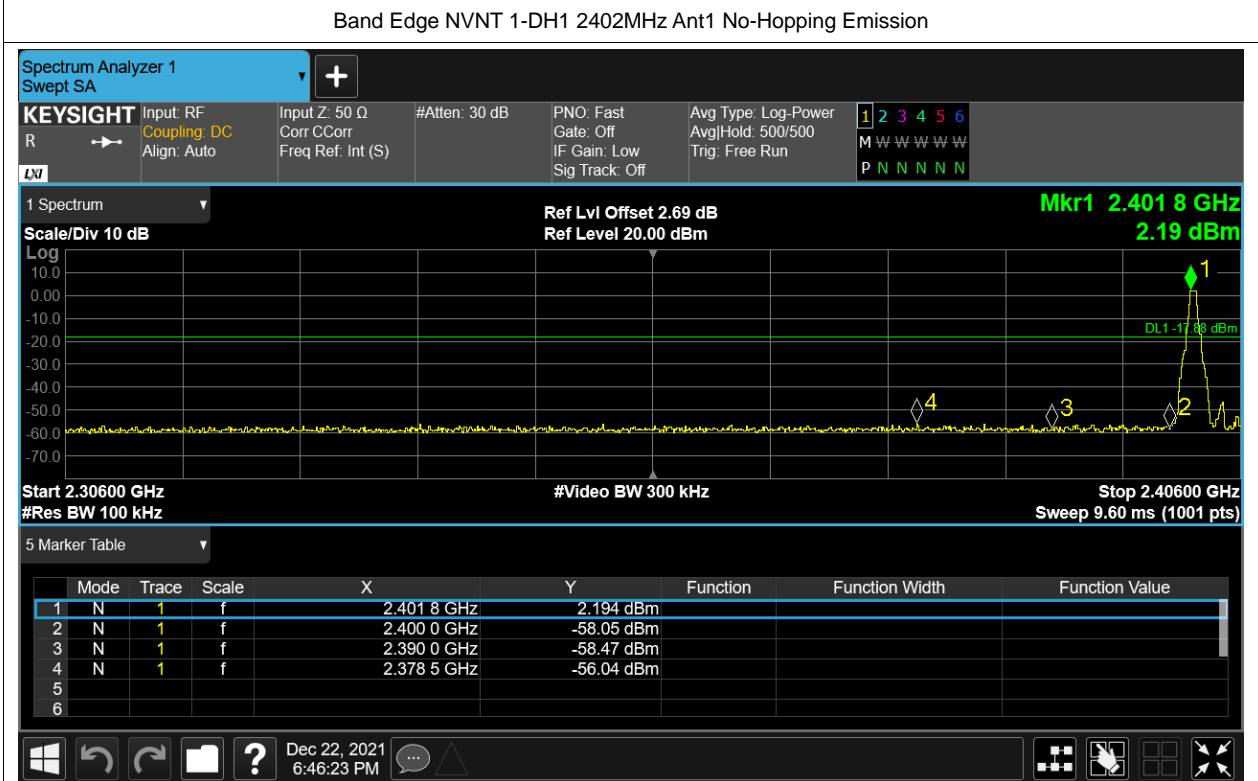 Band Edge NVNT 1-DH1 2402MHz Ant1 No-Hopping Emission
Spectrum Analyzer 1
Swept SA
KEYSIGHT Input: RF Input Z: 50 Ω #Atten: 30 dB PNO: Fast Avg Type: Log-Power 1 2 3 4 5 6
R Coupling: DC Corr CCorr Gate: Off Avg|Hold: 500/500 M W W W W W
Align: Auto Freq Ref: Int (S) IF Gain: Low Trig: Free Run
LXI Sig Track: Off P N N N N N
1 Spectrum Ref Lvl Offset 2.69 dB Mkr1 2.401 8 GHz
Scale/Div 10 dB Ref Level 20.00 dBm 2.19 dBm
Log
10.0 1
0.00
-10.0
DL1 -17.88 dBm
-20.0
-30.0
-40.0
-50.0 4 3 2
-60.0
-70.0
Start 2.30600 GHz #Video BW 300 kHz Stop 2.40600 GHz
#Res BW 100 kHz Sweep 9.60 ms (1001 pts)
5 Marker Table
Mode Trace Scale X Y Function Function Width Function Value
1 N 1 f 2.401 8 GHz 2.194 dBm
2 N 1 f 2.400 0 GHz -58.05 dBm
3 N 1 f 2.390 0 GHz -58.47 dBm
4 N 1 f 2.378 5 GHz -56.04 dBm
5
6
? Dec 22, 2021
6:46:23 PM